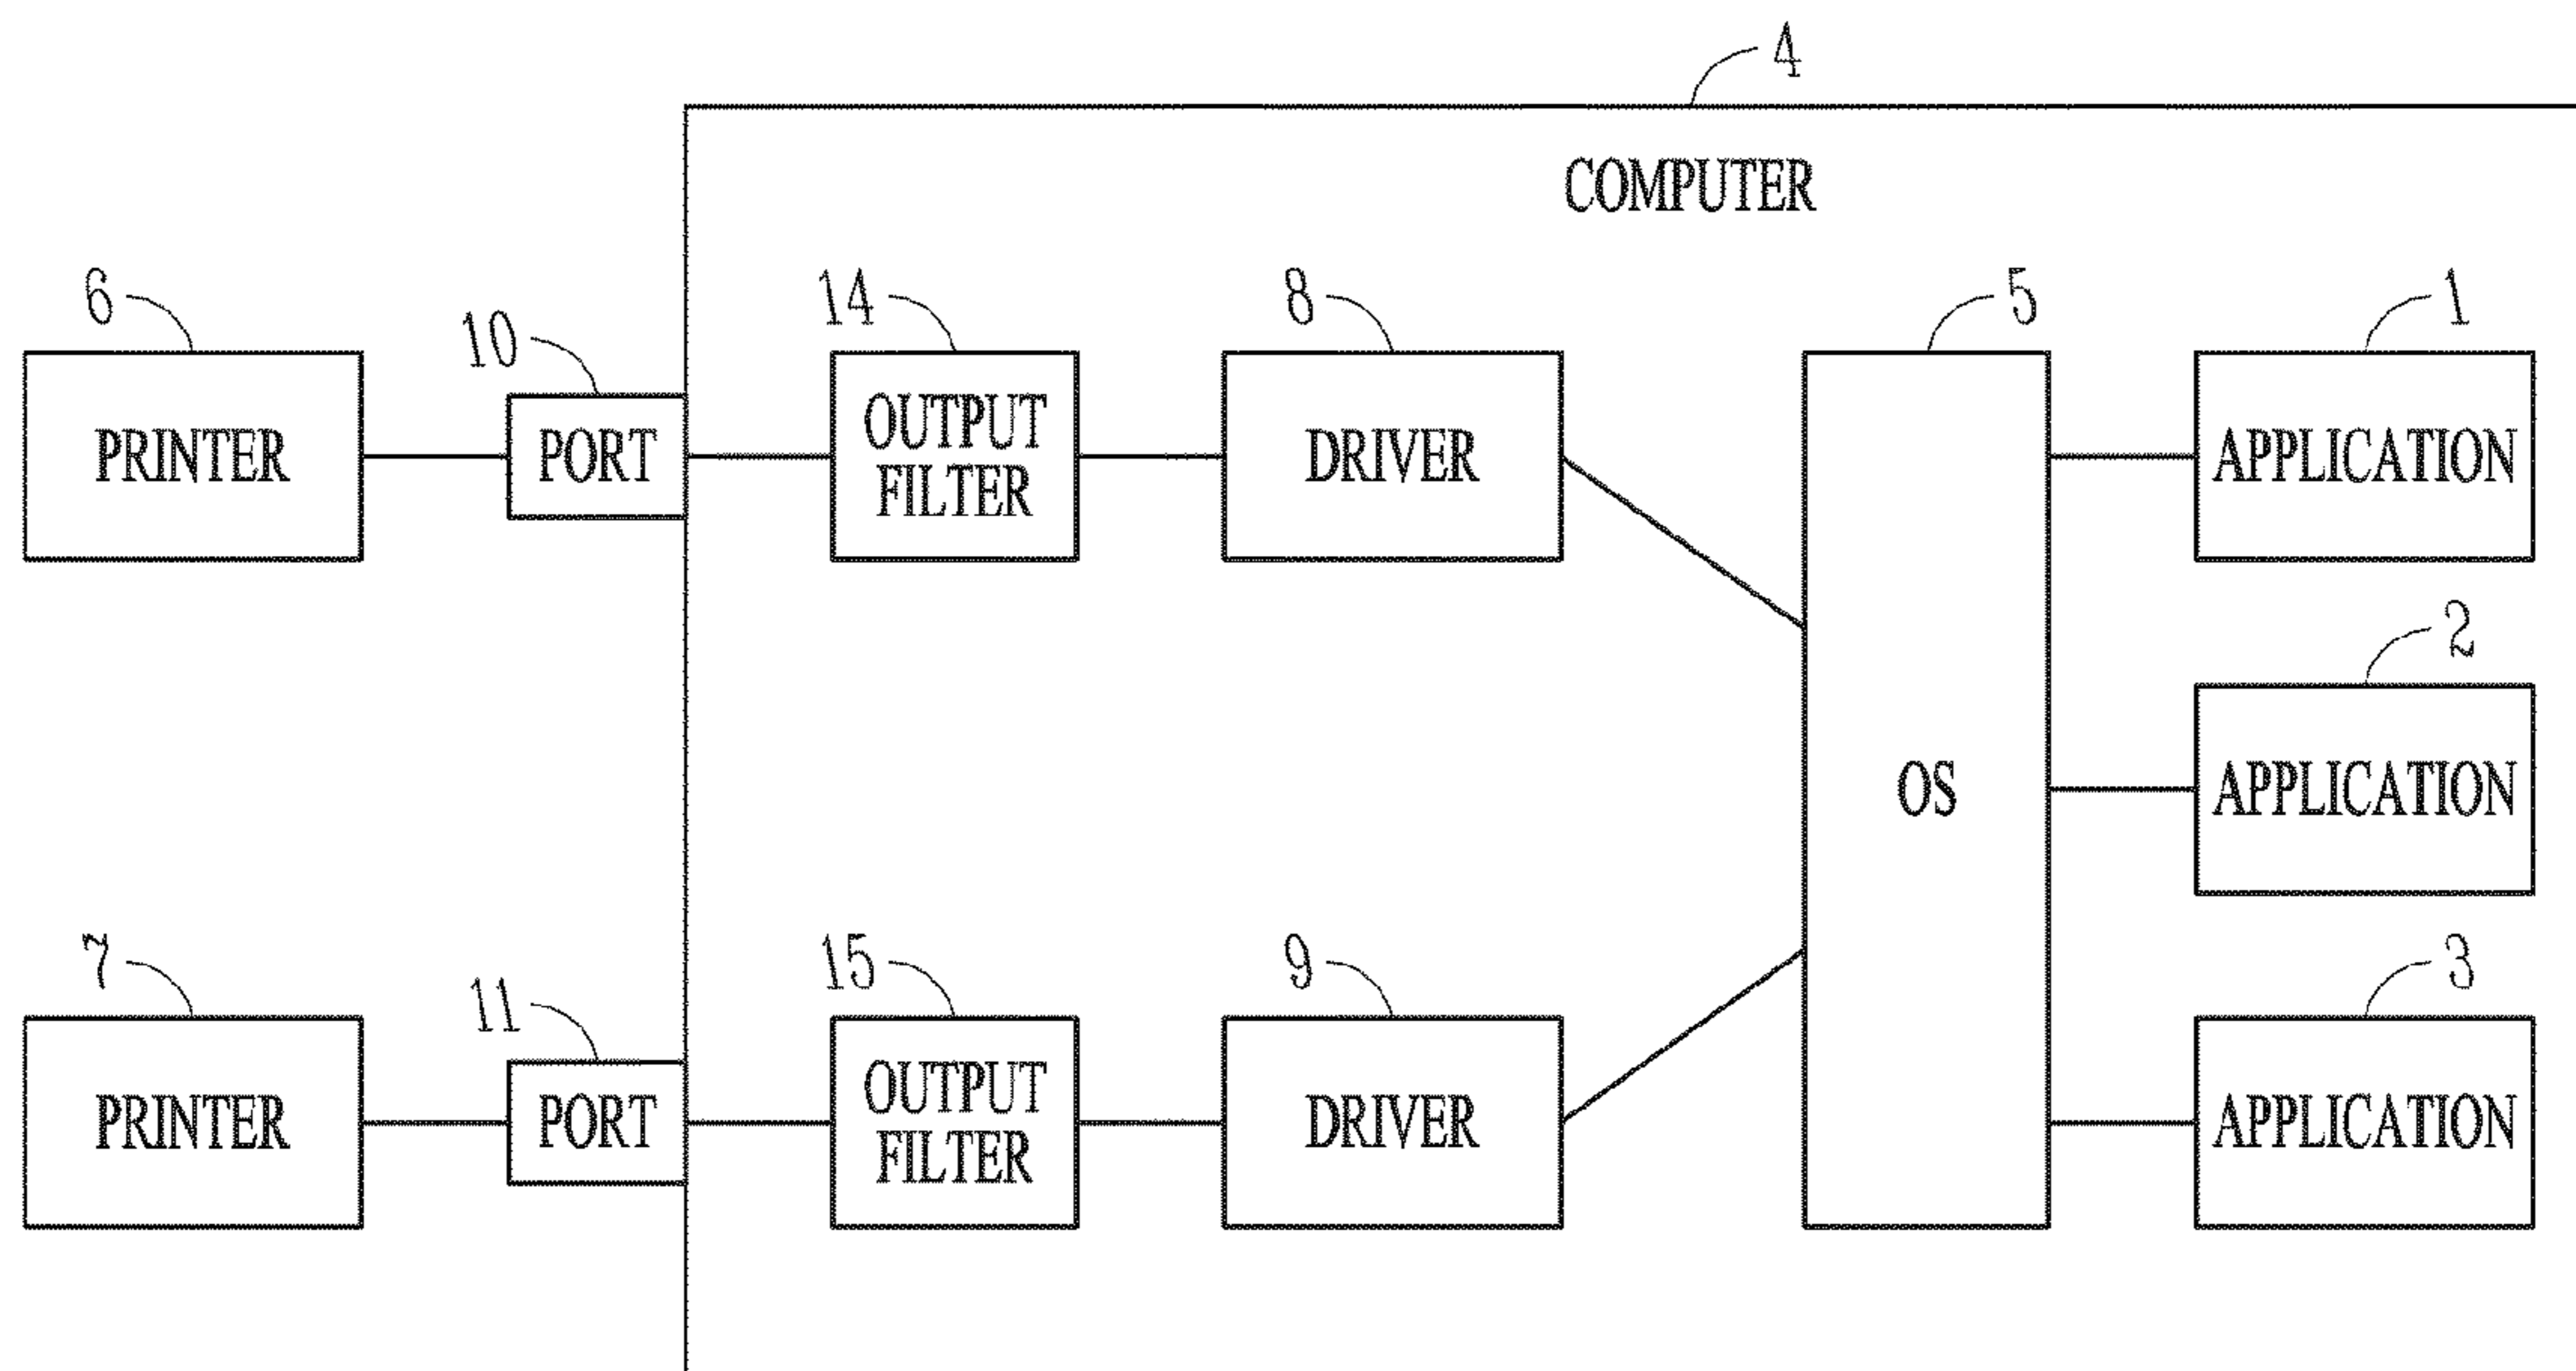 4
COMPUTER
6
10
14
8
5
1
PRINTER
PORT
OUTPUT
FILTER
DRIVER
APPLICATION
2
OS
APPLICATION
7
11
15
9
3
PRINTER
PORT
OUTPUT
FILTER
DRIVER
APPLICATION